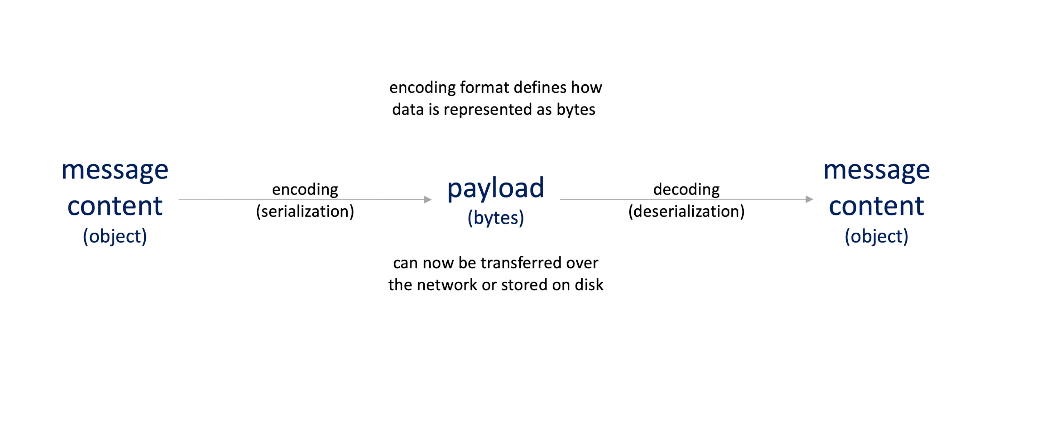 encoding format defines how
data is represented as bytes
message
content
(object)
encoding
(serialization)
payload
(bytes)
decoding
(deserialization)
message
content
(object)
can now be transferred over
the network or stored on disk